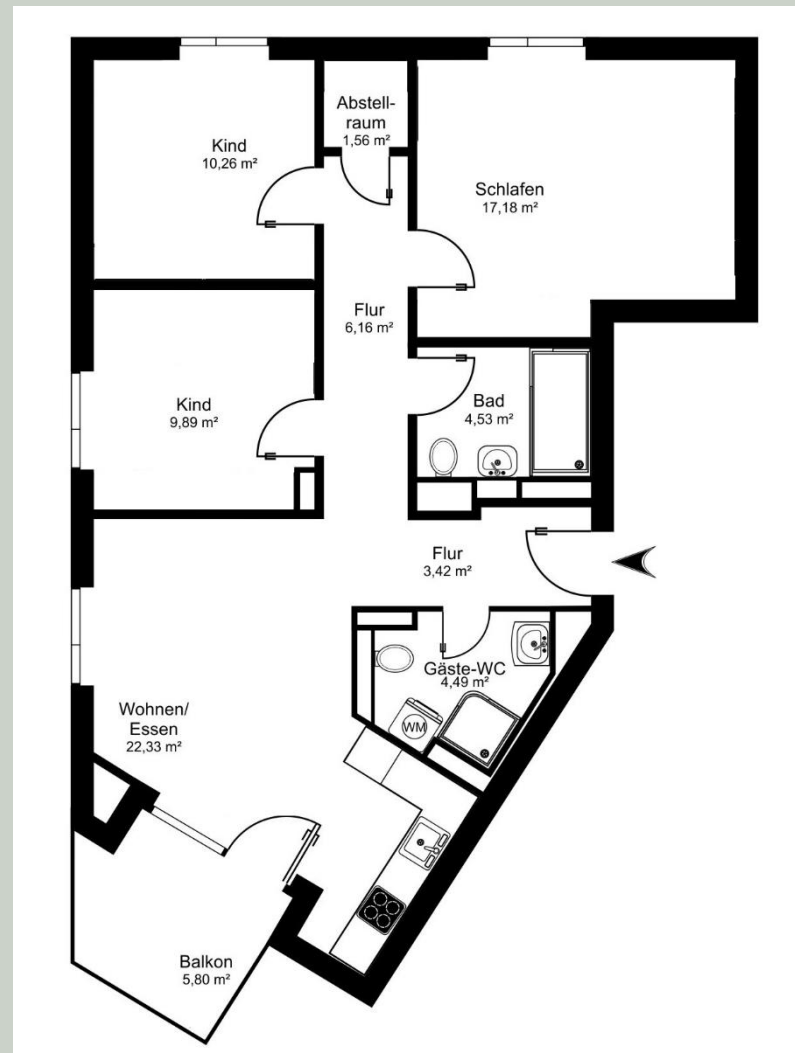 Abstell-
raum
1,56 m²
Kind
10,26 m²
Schlafen
17,18 m²
Flur
6,16 m²
Kind
9,89 m²
Bad
4,53 m²
Flur
3,42 m²
Gäste-WC
4,49 m²
WM
Wohnen/
Essen
22,33 m²
Balkon
5,80 m²